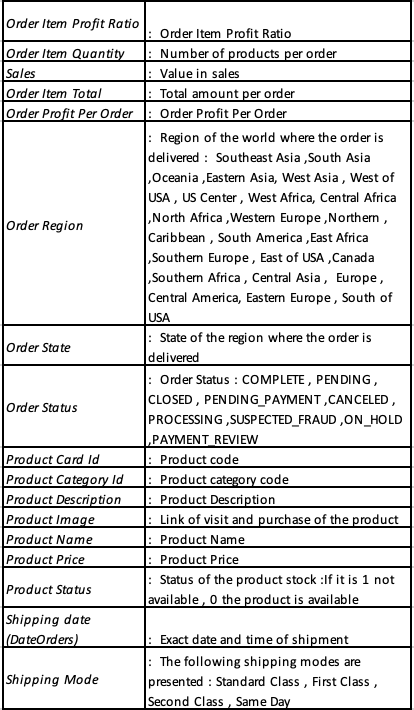 Order Item Profit Ratio : Order Item Profit Ratio
Order Item Quantity : Number of products per order
Sales : Value in sales
Order Item Total : Total amount per order
Order Profit Per Order : Order Profit Per Order
Order Region : Region of the world where the order is
delivered : Southeast Asia ,South Asia
,Oceania ,Eastern Asia, West Asia , West of
USA , US Center , West Africa, Central Africa
,North Africa ,Western Europe ,Northern ,
Caribbean , South America ,East Africa
,Southern Europe , East of USA ,Canada
,Southern Africa , Central Asia , Europe ,
Central America, Eastern Europe , South of
USA
Order State : State of the region where the order is
delivered
Order Status : Order Status : COMPLETE , PENDING ,
CLOSED , PENDING_PAYMENT ,CANCELED ,
PROCESSING ,SUSPECTED_FRAUD ,ON_HOLD
,PAYMENT_REVIEW
Product Card Id : Product code
Product Category Id : Product category code
Product Description : Product Description
Product Image : Link of visit and purchase of the product
Product Name : Product Name
Product Price : Product Price
Product Status : Status of the product stock :If it is 1 not
available , 0 the product is available
Shipping date
(DateOrders) : Exact date and time of shipment
Shipping Mode : The following shipping modes are
presented : Standard Class , First Class ,
Second Class , Same Day